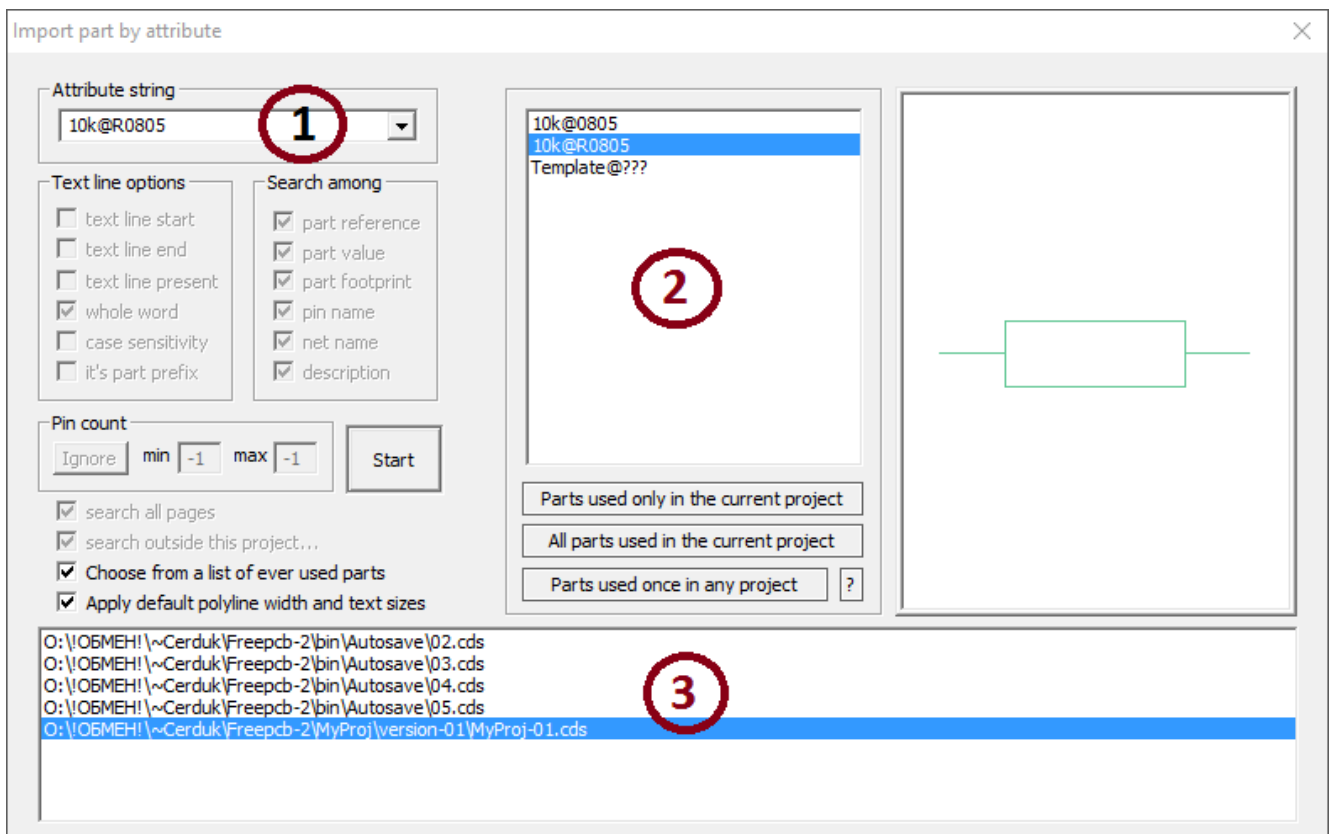 Import part by attribute
Attribute string
10k@R0805
1
Text line options
text line start
text line end
text line present
whole word
case sensitivity
it's part prefix
Search among
part reference
part value
part footprint
pin name
net name
description
Pin count
Ignore min -1 max -1
Start
search all pages
search outside this project...
Choose from a list of ever used parts
Apply default polyline width and text sizes
10k@0805
10k@R0805
Template@???
2
Parts used only in the current project
All parts used in the current project
Parts used once in any project ?
O:\!ОБМЕН!\~Cerduk\Freepcb-2\bin\Autosave\02.cds
O:\!ОБМЕН!\~Cerduk\Freepcb-2\bin\Autosave\03.cds
O:\!ОБМЕН!\~Cerduk\Freepcb-2\bin\Autosave\04.cds
O:\!ОБМЕН!\~Cerduk\Freepcb-2\bin\Autosave\05.cds
O:\!ОБМЕН!\~Cerduk\Freepcb-2\MyProj\version-01\MyProj-01.cds
3